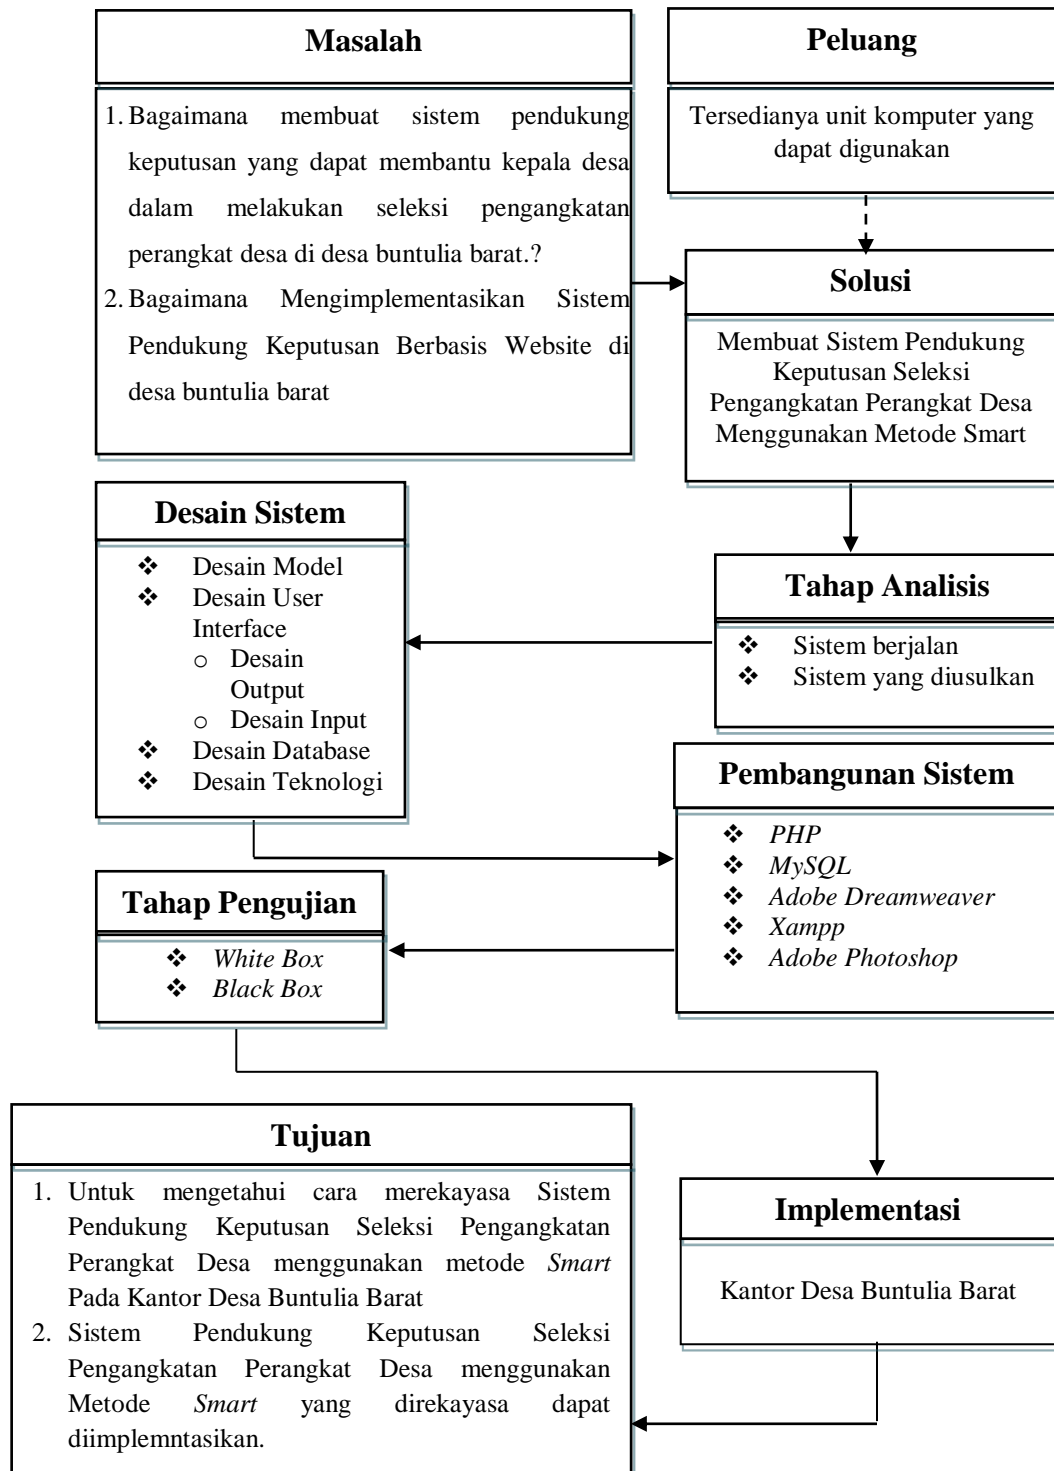 Masalah
1. Bagaimana membuat sistem pendukung
keputusan yang dapat membantu kepala desa
dalam melakukan seleksi pengangkatan
perangkat desa di desa buntulia barat.?
2. Bagaimana Mengimplementasikan Sistem
Pendukung Keputusan Berbasis Website di
desa buntulia barat
Peluang
Tersedianya unit komputer yang
dapat digunakan
Solusi
Membuat Sistem Pendukung
Keputusan Seleksi
Pengangkatan Perangkat Desa
Menggunakan Metode Smart
Tahap Analisis
❖ Sistem berjalan
❖ Sistem yang diusulkan
Desain Sistem
❖ Desain Model
❖ Desain User
Interface
o Desain
Output
o Desain Input
❖ Desain Database
❖ Desain Teknologi
Pembangunan Sistem
❖ PHP
❖ MySQL
❖ Adobe Dreamweaver
❖ Xampp
❖ Adobe Photoshop
Tahap Pengujian
❖ White Box
❖ Black Box
Implementasi
Kantor Desa Buntulia Barat
Tujuan
1. Untuk mengetahui cara merekayasa Sistem
Pendukung Keputusan Seleksi Pengangkatan
Perangkat Desa menggunakan metode Smart
Pada Kantor Desa Buntulia Barat
2. Sistem Pendukung Keputusan Seleksi
Pengangkatan Perangkat Desa menggunakan
Metode Smart yang direkayasa dapat
diimplemntasikan.